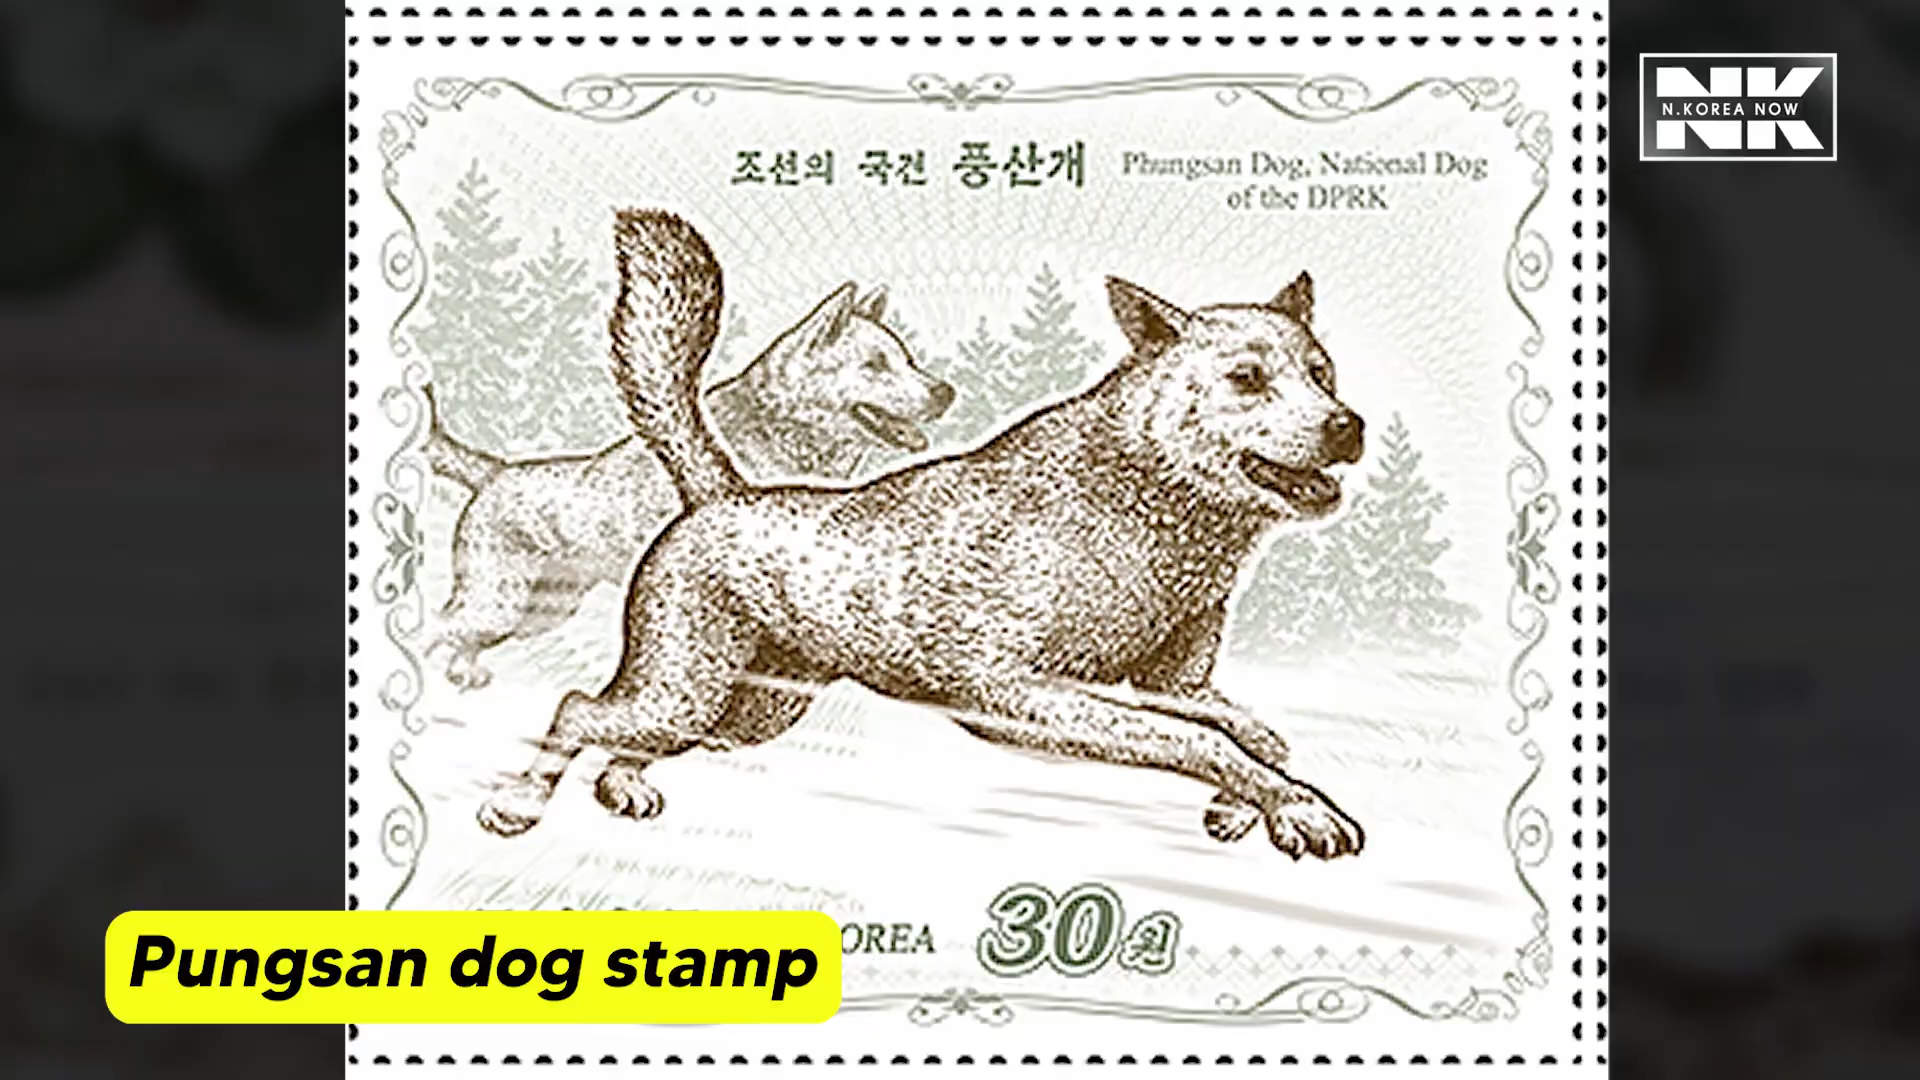 조선의 국견 풍산개
Phungsan Dog, National Dog
of the DPRK
NK
N.KOREA NOW
OREA
30원
Pungsan dog stamp